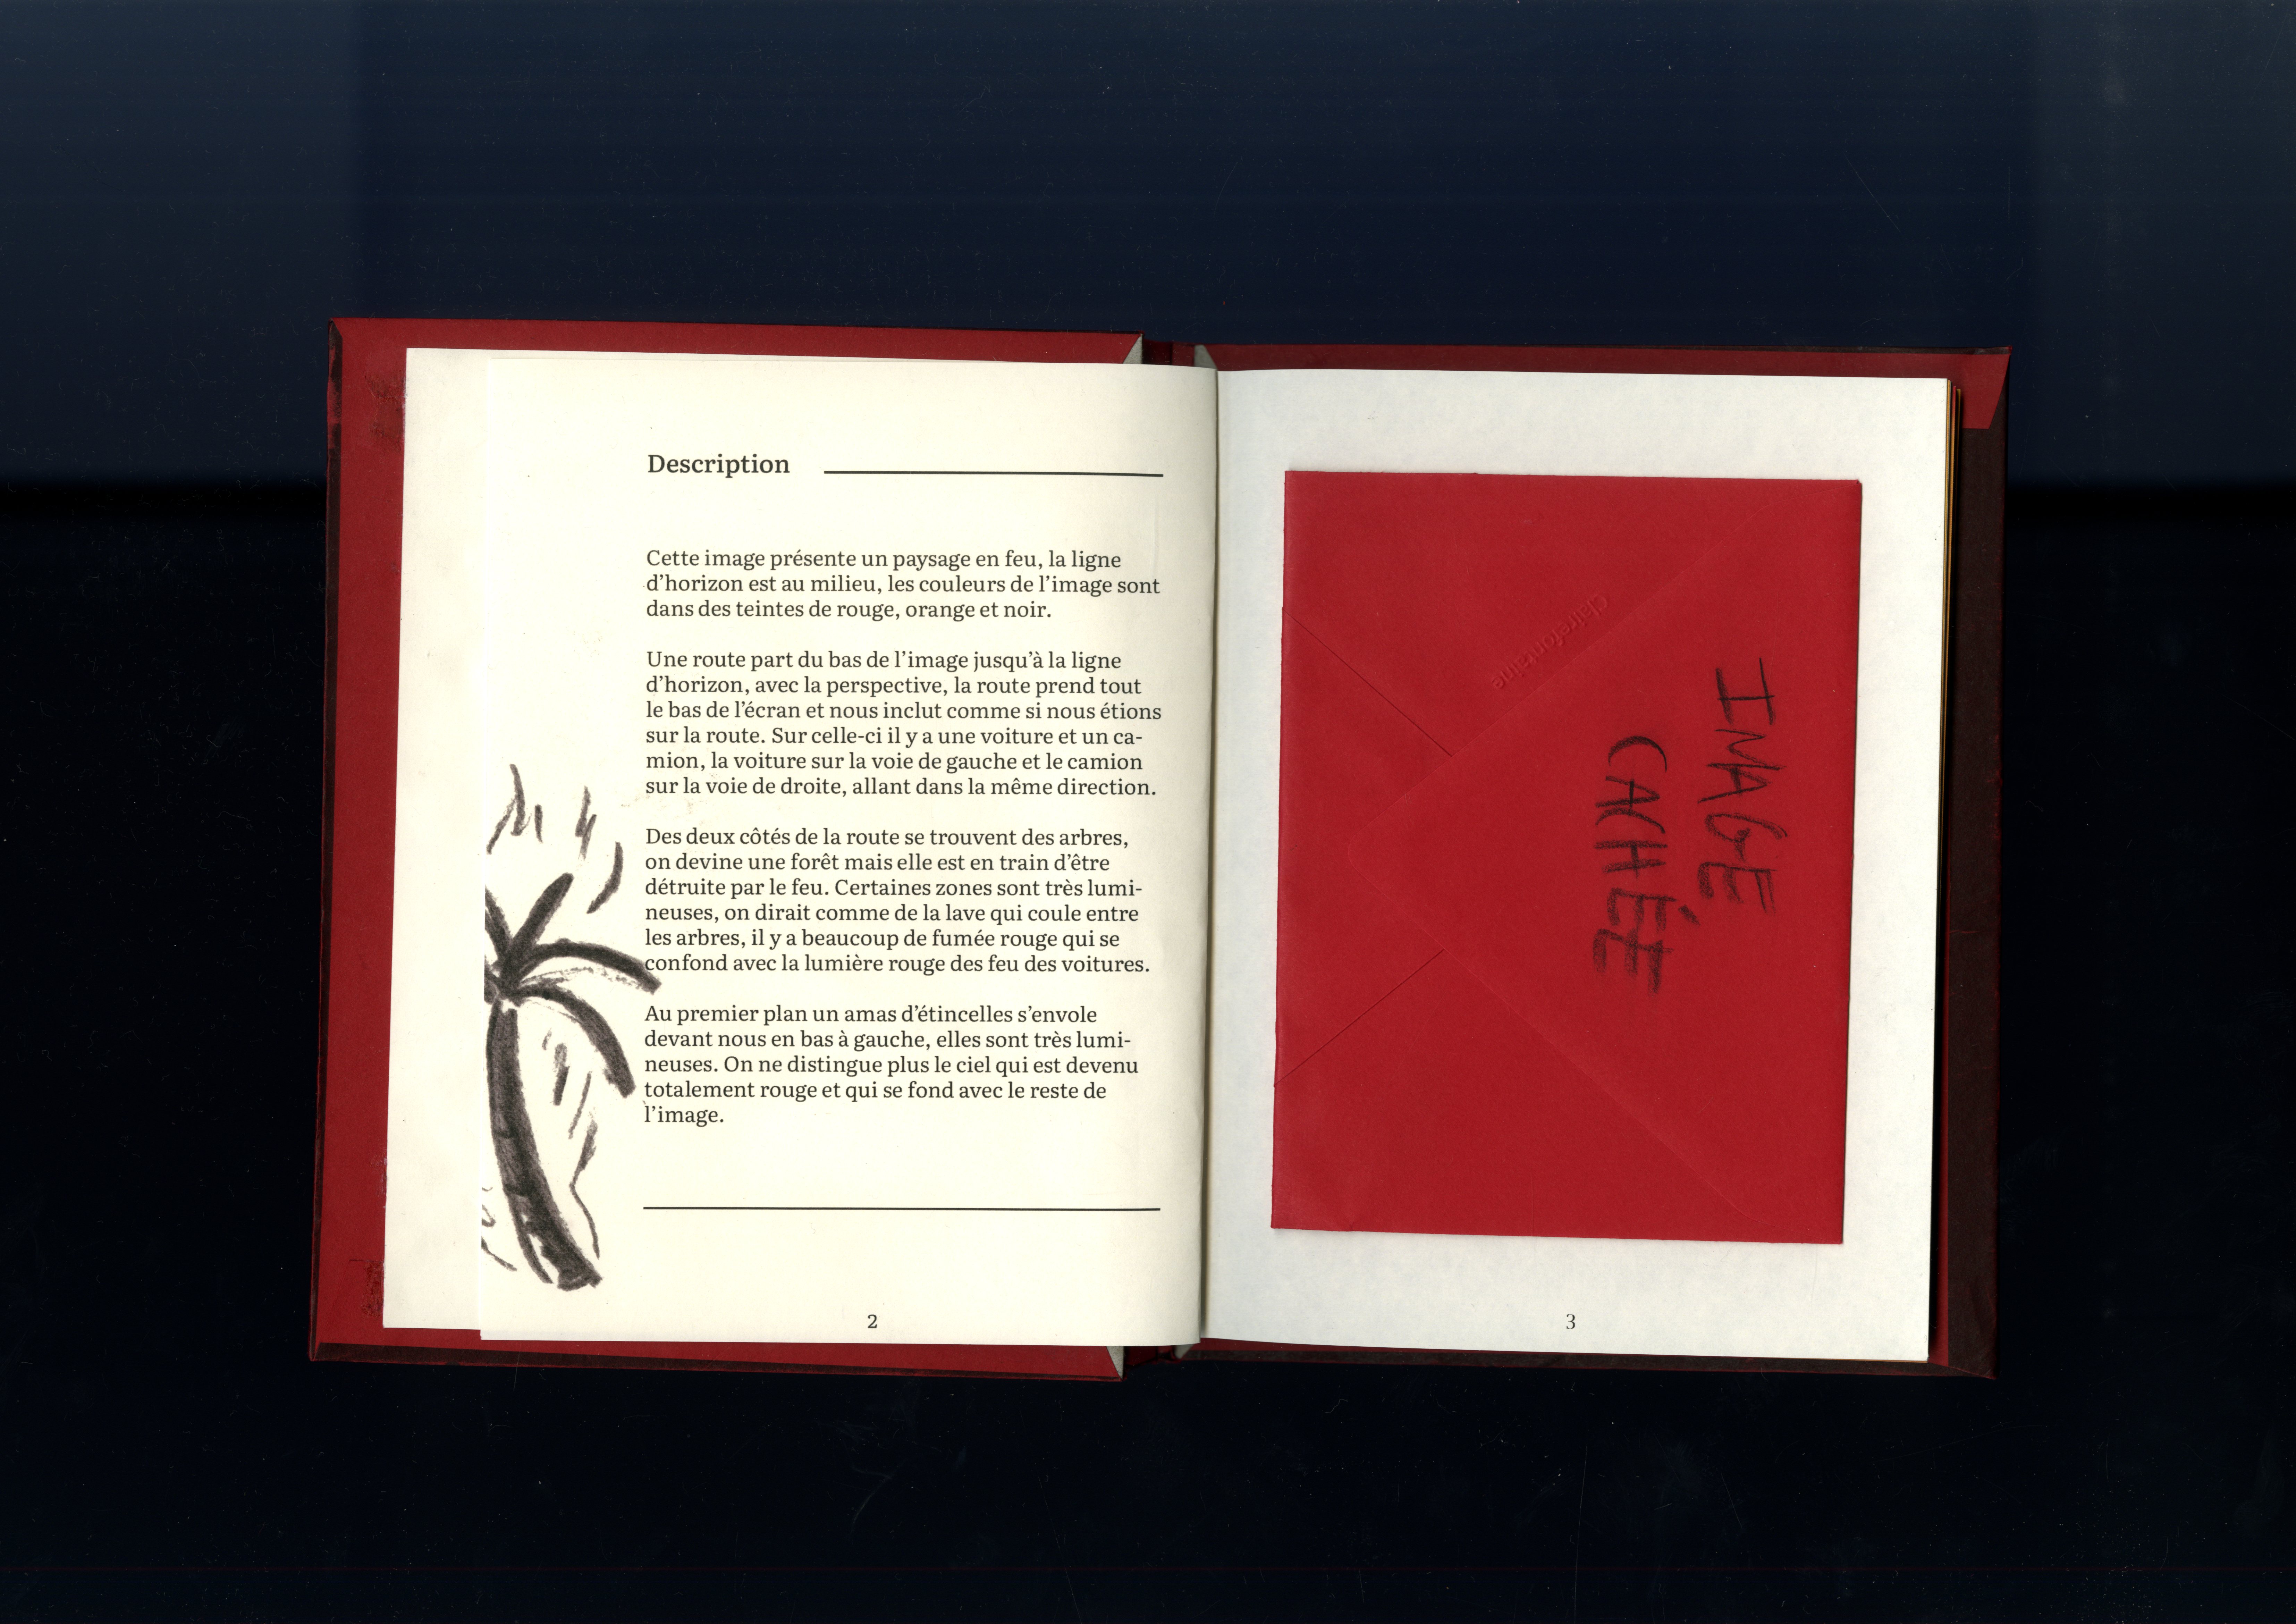 Description
Cette image présente un paysage en feu, la ligne
d’horizon est au milieu, les couleurs de l’image sont
dans des teintes de rouge, orange et noir.
Une route part du bas de l’image jusqu’à la ligne
d’horizon, avec la perspective, la route prend tout
le bas de l’écran et nous inclut comme si nous étions
sur la route. Sur celle-ci il y a une voiture et un ca-
mion, la voiture sur la voie de gauche et le camion
sur la voie de droite, allant dans la même direction.
Des deux côtés de la route se trouvent des arbres,
on devine une forêt mais elle est en train d’être
détruite par le feu. Certaines zones sont très lumi-
neuses, on dirait comme de la lave qui coule entre
les arbres, il y a beaucoup de fumée rouge qui se
confond avec la lumière rouge des feu des voitures.
Au premier plan un amas d’étincelles s’envole
devant nous en bas à gauche, elles sont très lumi-
neuses. On ne distingue plus le ciel qui est devenu
totalement rouge et qui se fond avec le reste de
l’image.
2
Clairefontaine
IMAGE
CACHÉE
3